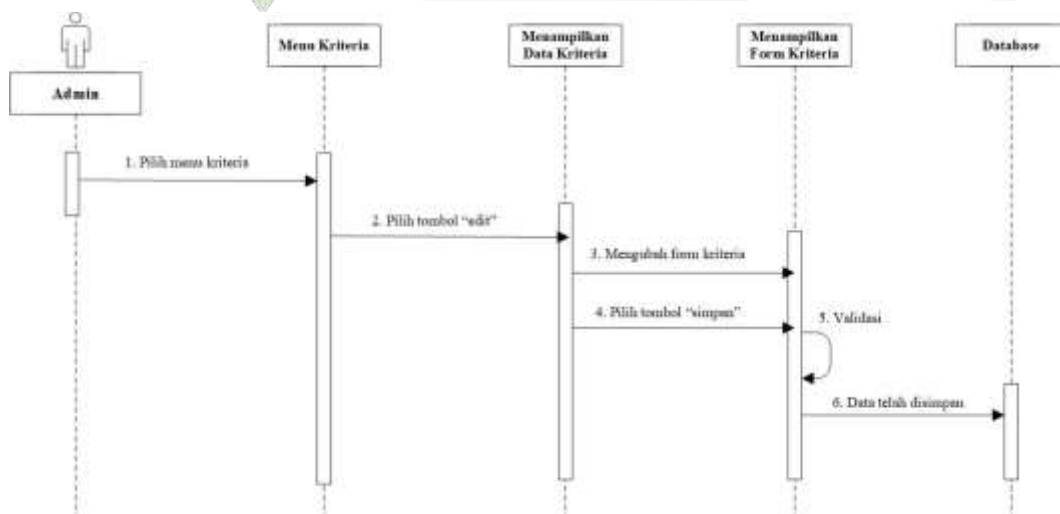 Menu Kriteria
Menampilkan
Data Kriteria
Menampilkan
Form Kriteria
Database
Admin
1. Pilih menu kriteria
2. Pilih tombol “edit”
3. Mengubah form kriteria
4. Pilih tombol “simpan”
5. Validasi
6. Data telah disimpan